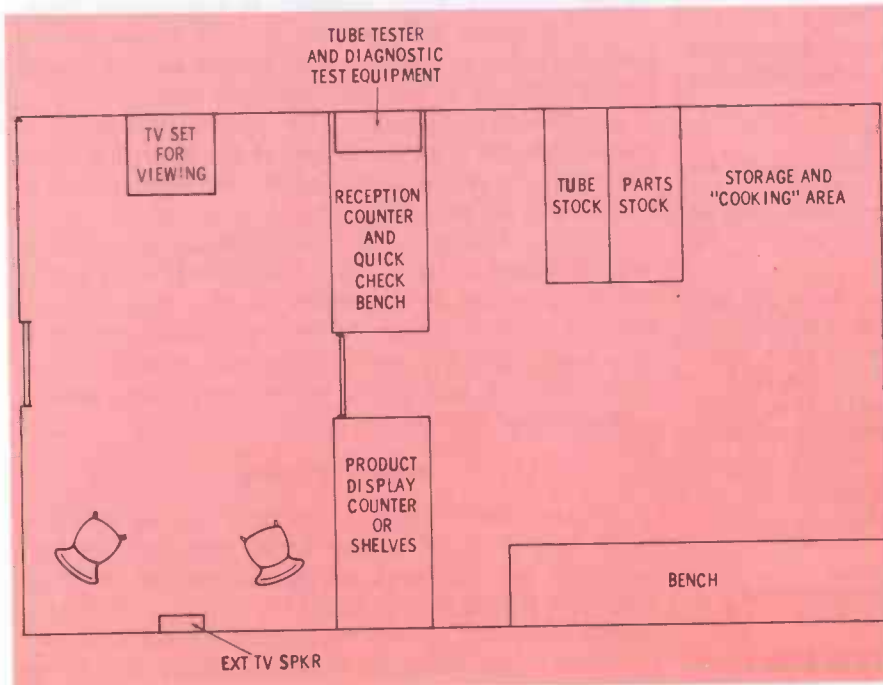 TUBE TESTER
AND DIAGNOSTIC
TEST EQUIPMENT
TV SET
FOR
VIEWING
RECEPTION
COUNTER
AND
QUICK
CHECK
BENCH
TUBE
STOCK
PARTS
STOCK
STORAGE AND
"COOKING" AREA
PRODUCT
DISPLAY
COUNTER
OR
SHELVES
BENCH
EXT TV SPKR